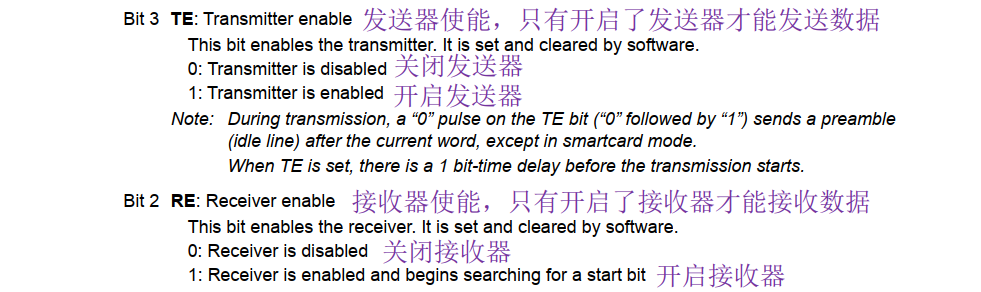 Bit 3 TE: Transmitter enable 发送器使能，只有开启了发送器才能发送数据
This bit enables the transmitter. It is set and cleared by software.
0: Transmitter is disabled 关闭发送器
1: Transmitter is enabled 开启发送器
Note: During transmission, a “0” pulse on the TE bit (“0” followed by “1”) sends a preamble
(idle line) after the current word, except in smartcard mode.
When TE is set, there is a 1 bit-time delay before the transmission starts.
Bit 2 RE: Receiver enable 接收器使能，只有开启了接收器才能接收数据
This bit enables the receiver. It is set and cleared by software.
0: Receiver is disabled 关闭接收器
1: Receiver is enabled and begins searching for a start bit 开启接收器